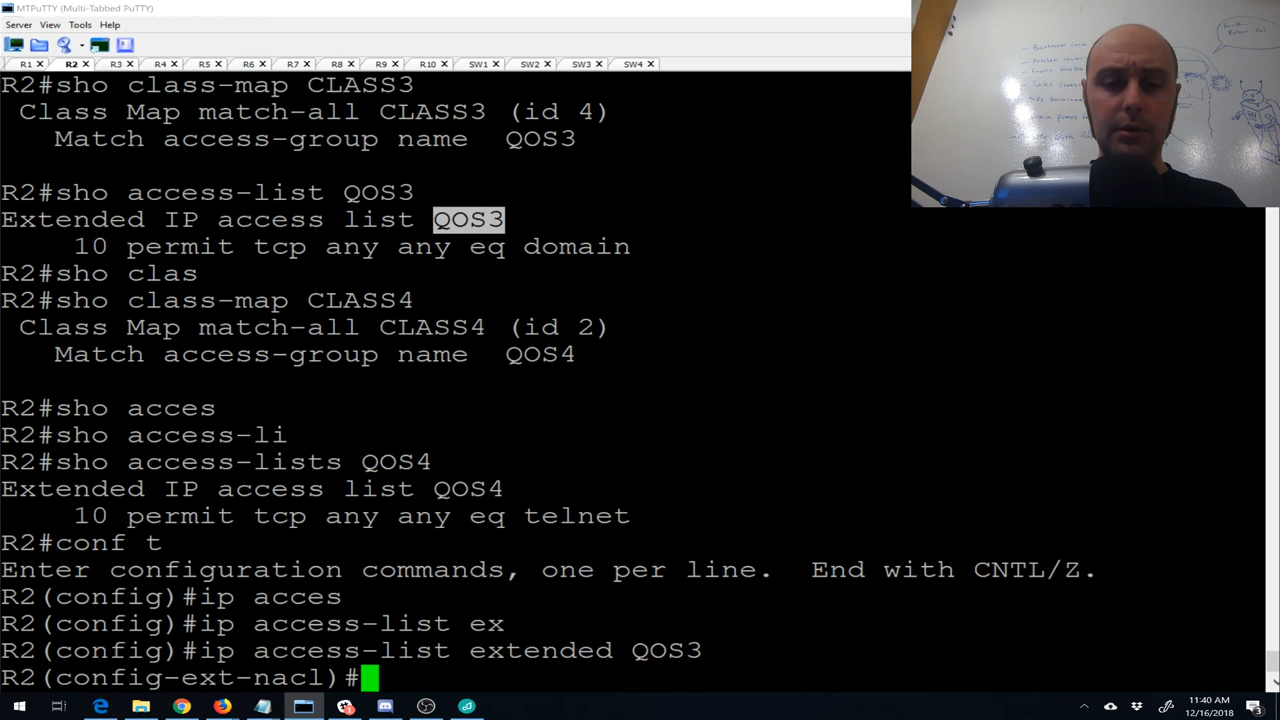 MTPuTTY (Multi-Tabbed PuTTY)
Server View Tools Help
R1 R2 R3 R4 R5 R6 R7 R8 R9 R10 SW1 SW2 SW3 SW4
R2#sho class-map CLASS3
Class Map match-all CLASS3 (id 4)
Match access-group name QOS3
R2#sho access-list QOS3
Extended IP access list QOS3
10 permit tcp any any eq domain
R2#sho clas
R2#sho class-map CLASS4
Class Map match-all CLASS4 (id 2)
Match access-group name QOS4
R2#sho acces
R2#sho access-li
R2#sho access-lists QOS4
Extended IP access list QOS4
10 permit tcp any any eq telnet
R2#conf t
Enter configuration commands, one per line. End with CNTL/Z.
R2(config)#ip acces
R2(config)#ip access-list ex
R2(config)#ip access-list extended QOS3
R2(config-ext-nacl)#
11:40 AM
12/16/2018
3